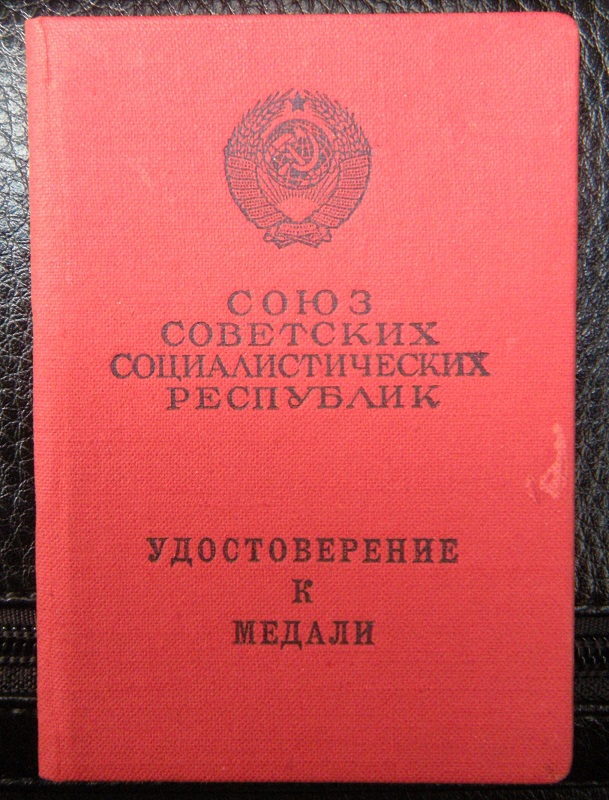 СОЮЗ
СОВЕТСКИХ
СОЦИАЛИСТИЧЕСКИХ
РЕСПУБЛИК
УДОСТОВЕРЕНИЕ
К
МЕДАЛИ